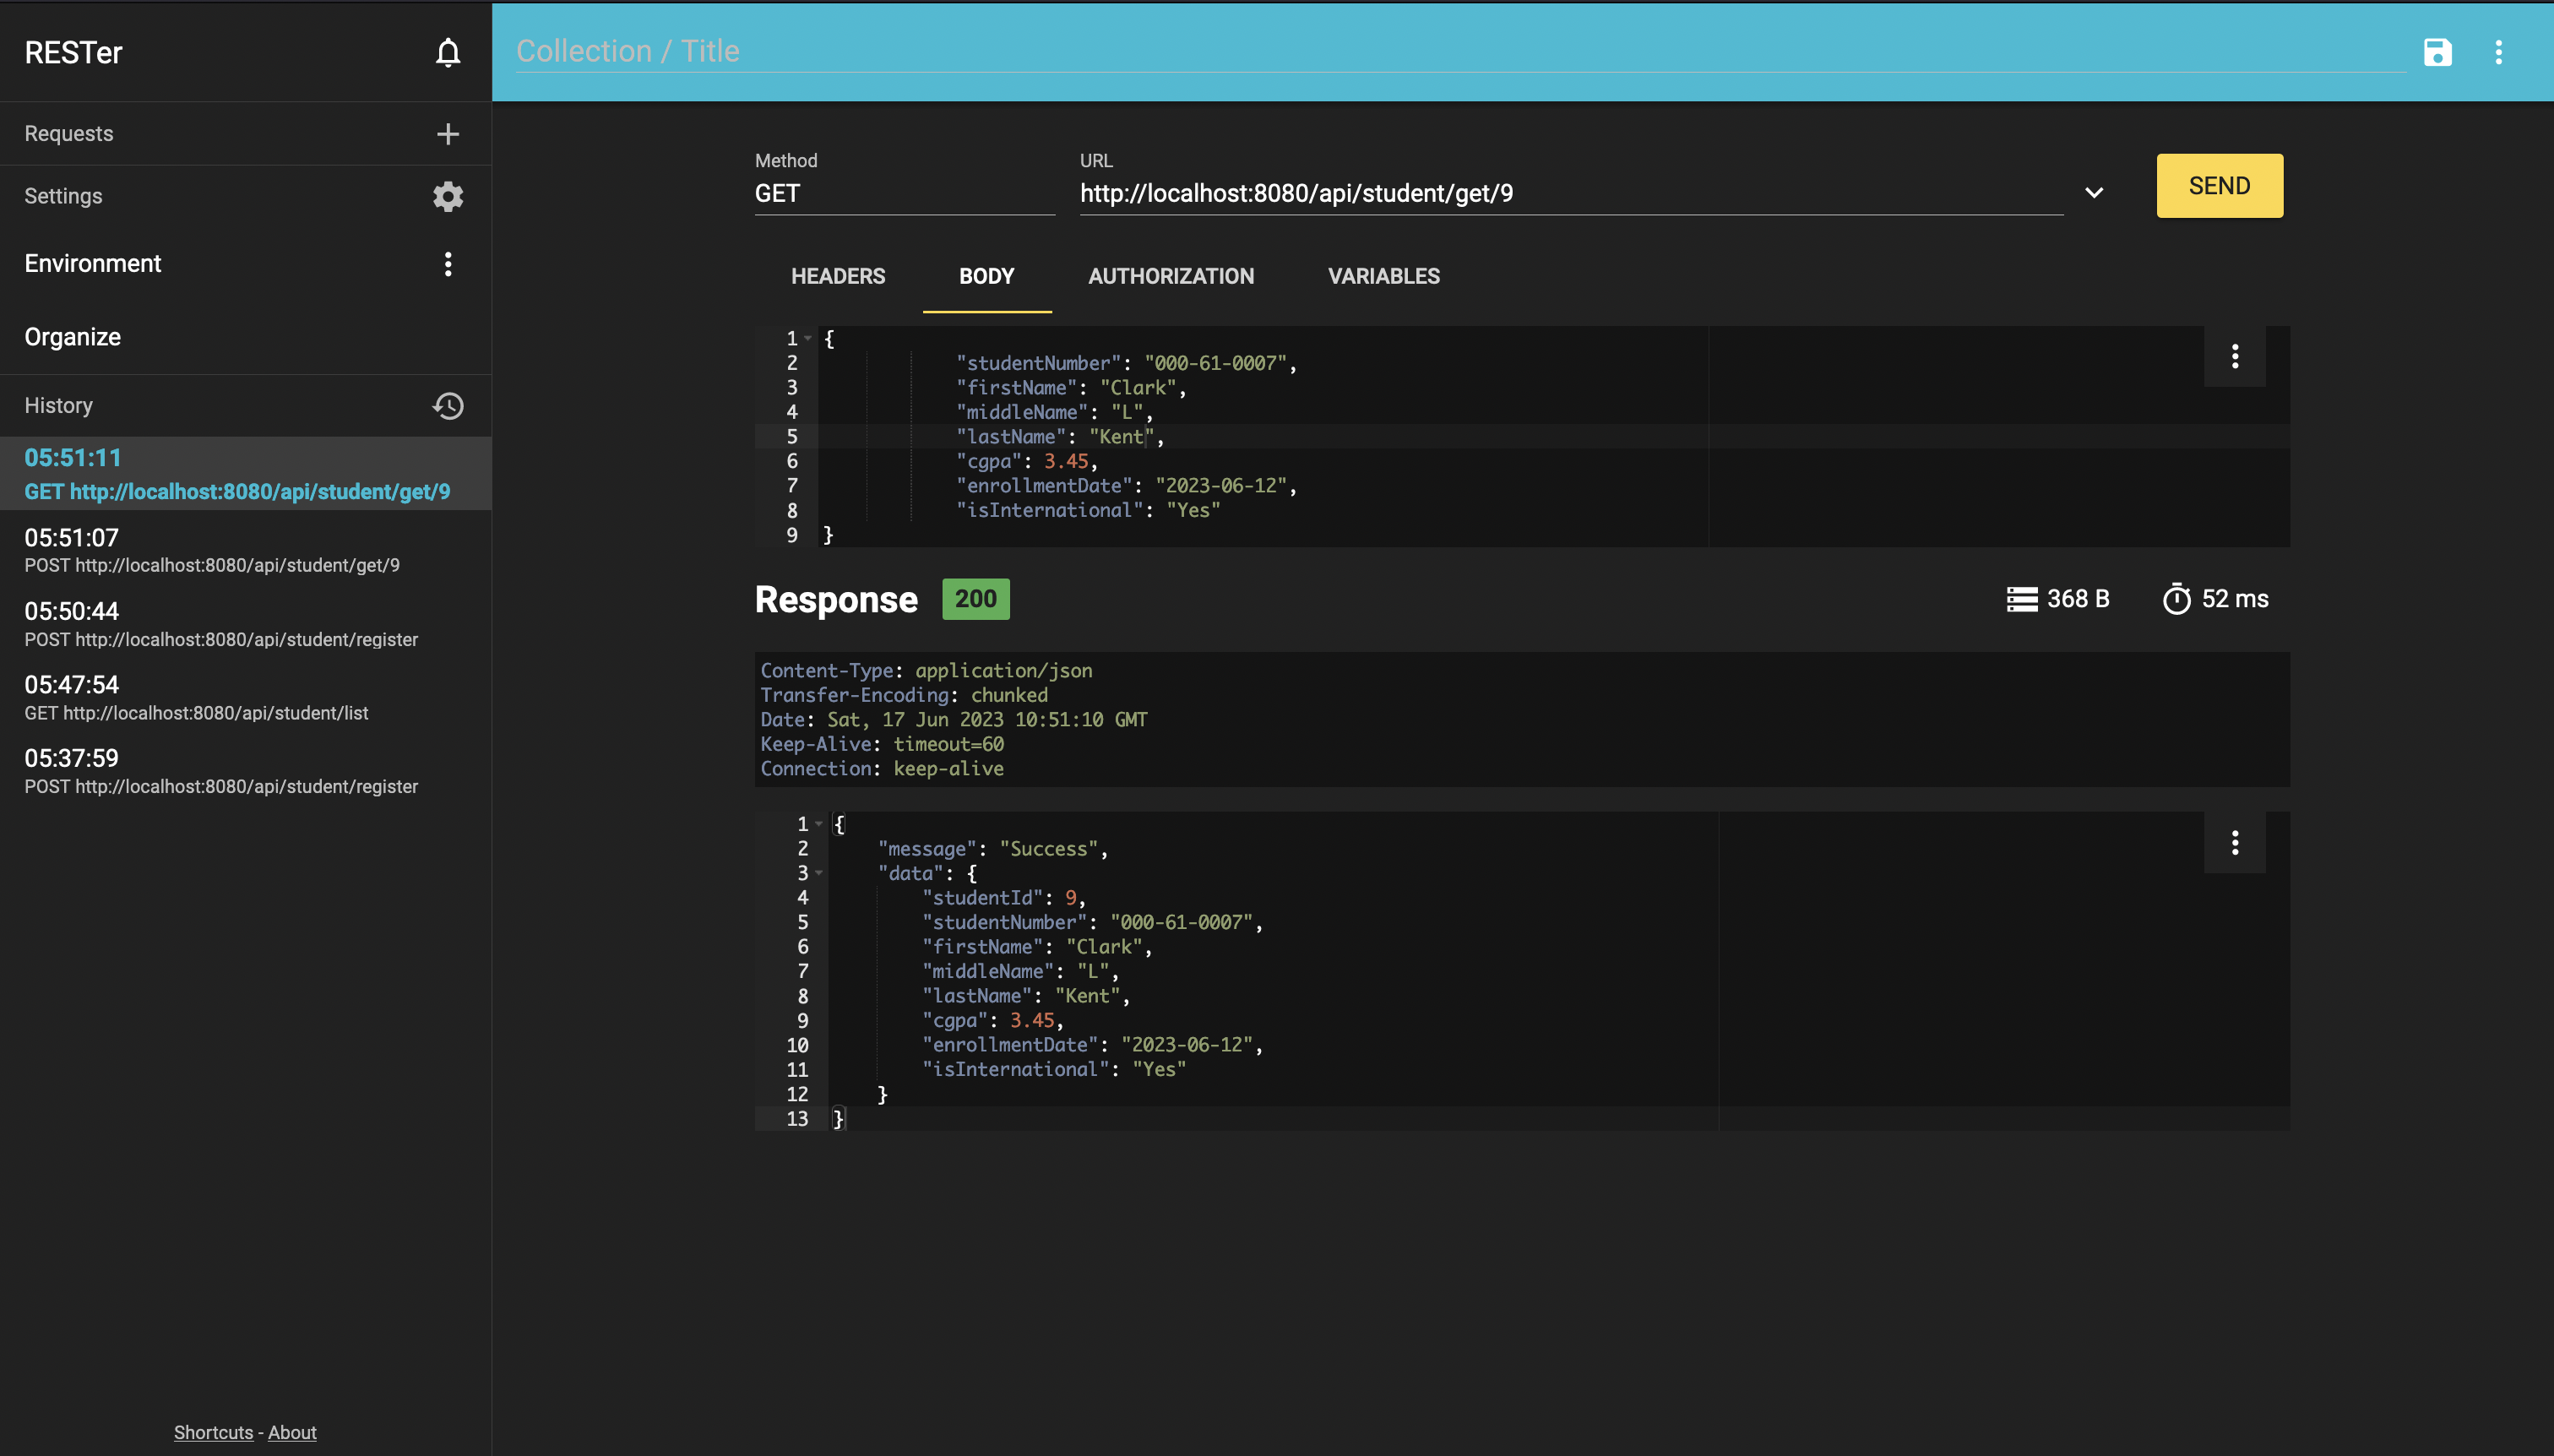 RESTer
Requests
Settings
Environment
Organize
History
05:51:11
GET http://localhost:8080/api/student/get/9
05:51:07
POST http://localhost:8080/api/student/get/9
05:50:44
POST http://localhost:8080/api/student/register
05:47:54
GET http://localhost:8080/api/student/list
05:37:59
POST http://localhost:8080/api/student/register
Shortcuts - About
Collection / Title
Method
GET
URL
http://localhost:8080/api/student/get/9
SEND
HEADERS BODY AUTHORIZATION VARIABLES
1 {
2 "studentNumber": "000-61-0007",
3 "firstName": "Clark",
4 "middleName": "L",
5 "lastName": "Kent",
6 "cgpa": 3.45,
7 "enrollmentDate": "2023-06-12",
8 "isInternational": "Yes"
9 }
Response 200 368 B 52 ms
Content-Type: application/json
Transfer-Encoding: chunked
Date: Sat, 17 Jun 2023 10:51:10 GMT
Keep-Alive: timeout=60
Connection: keep-alive
1 {
2 "message": "Success",
3 "data": {
4 "studentId": 9,
5 "studentNumber": "000-61-0007",
6 "firstName": "Clark",
7 "middleName": "L",
8 "lastName": "Kent",
9 "cgpa": 3.45,
10 "enrollmentDate": "2023-06-12",
11 "isInternational": "Yes"
12 }
13 }